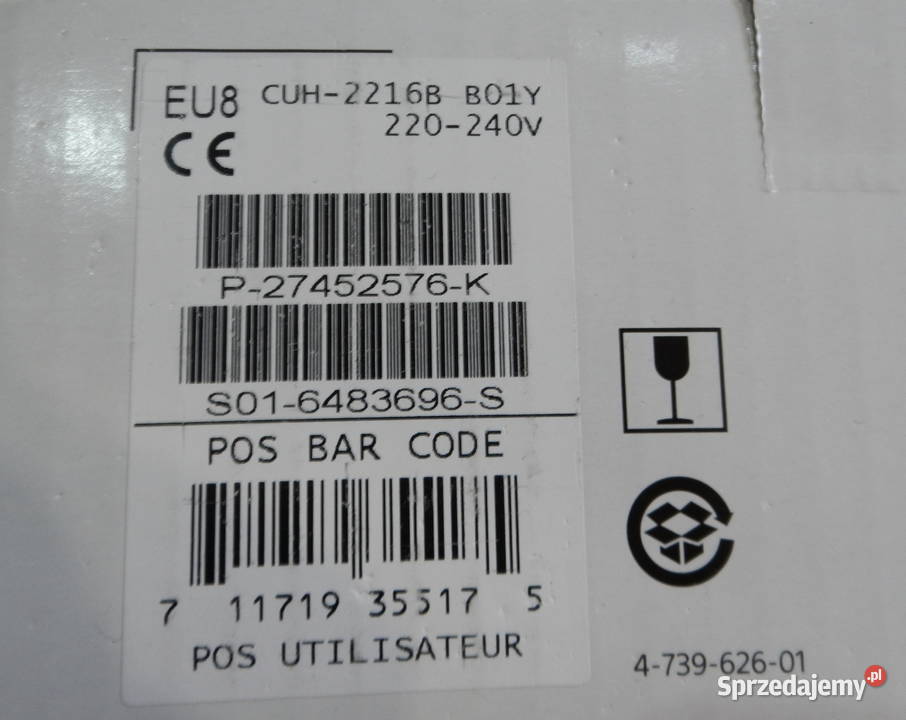 EU8 CUH-2216B B01Y
220-240V
CE
P-27452576-K
S01-6483696-S
POS BAR CODE
7 11719 35517 5
POS UTILISATEUR
4-739-626-01
Sprzedajemy.pl